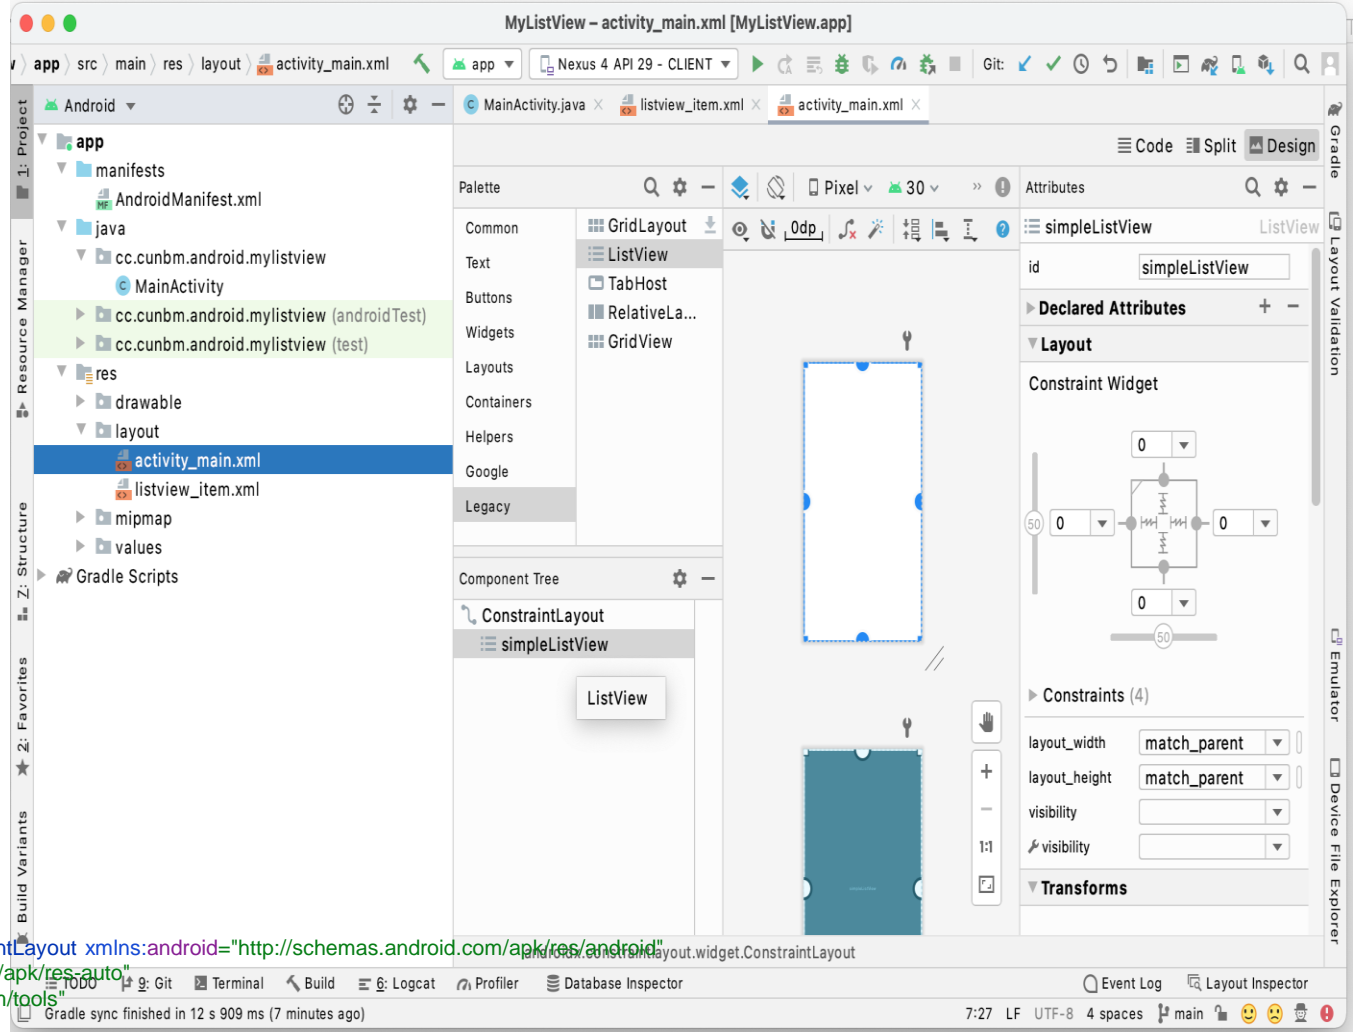 MyListView – activity_main.xml [MyListView.app]
app src main res layout activity_main.xml app Nexus 4 API 29 - CLIENT Git:
Android MainActivity.java listview_item.xml activity_main.xml
Code Split Design
1: Project
Resource Manager
Z: Structure
2: Favorites
Build Variants
app
manifests
AndroidManifest.xml
java
cc.cunbm.android.mylistview
MainActivity
cc.cunbm.android.mylistview (androidTest)
cc.cunbm.android.mylistview (test)
res
drawable
layout
activity_main.xml
listview_item.xml
mipmap
values
Gradle Scripts
Palette
Common
Text
Buttons
Widgets
Layouts
Containers
Helpers
Google
Legacy
GridLayout
ListView
TabHost
RelativeLa...
GridView
Component Tree
ConstraintLayout
simpleListView
ListView
Pixel 30 »
0dp
1:1
Attributes
simpleListView ListView
id simpleListView
Declared Attributes
Layout
Constraint Widget
0
50 0 0
0
50
Constraints (4)
layout_width match_parent
layout_height match_parent
visibility
visibility
Transforms
Gradle
Layout Validation
Emulator
Device File Explorer
ntLayout xmlns:android="http://schemas.android.com/apk/res/android"
androidx.constraintlayout.widget.ConstraintLayout
/apk/res-auto"
TODO 9: Git Terminal Build 6: Logcat Profiler Database Inspector Event Log Layout Inspector
n/tools"
Gradle sync finished in 12 s 909 ms (7 minutes ago) 7:27 LF UTF-8 4 spaces main